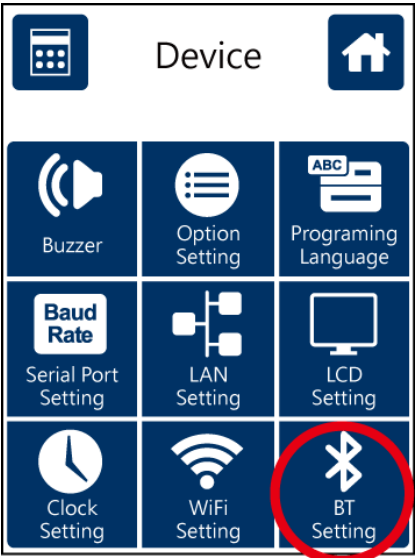 Device
Buzzer
Option
Setting
ABC
Programing
Language
Baud
Rate
Serial Port
Setting
LAN
Setting
LCD
Setting
Clock
Setting
WiFi
Setting
BT
Setting